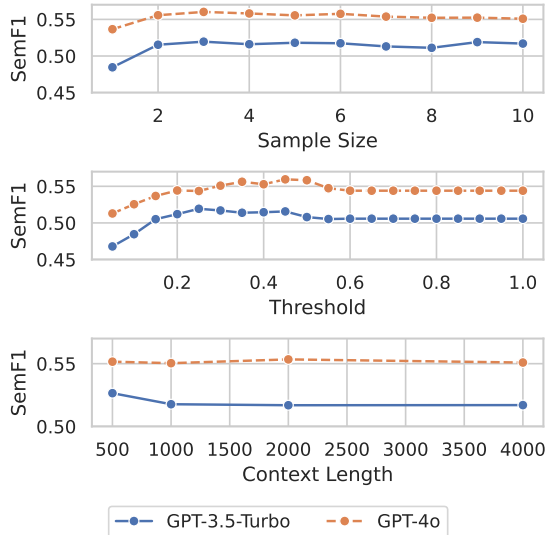 SemF1
0.55
0.50
0.45
2 4 6 8 10
Sample Size
SemF1
0.55
0.50
0.45
0.2 0.4 0.6 0.8 1.0
Threshold
SemF1
0.55
0.50
500 1000 1500 2000 2500 3000 3500 4000
Context Length
GPT-3.5-Turbo GPT-4o